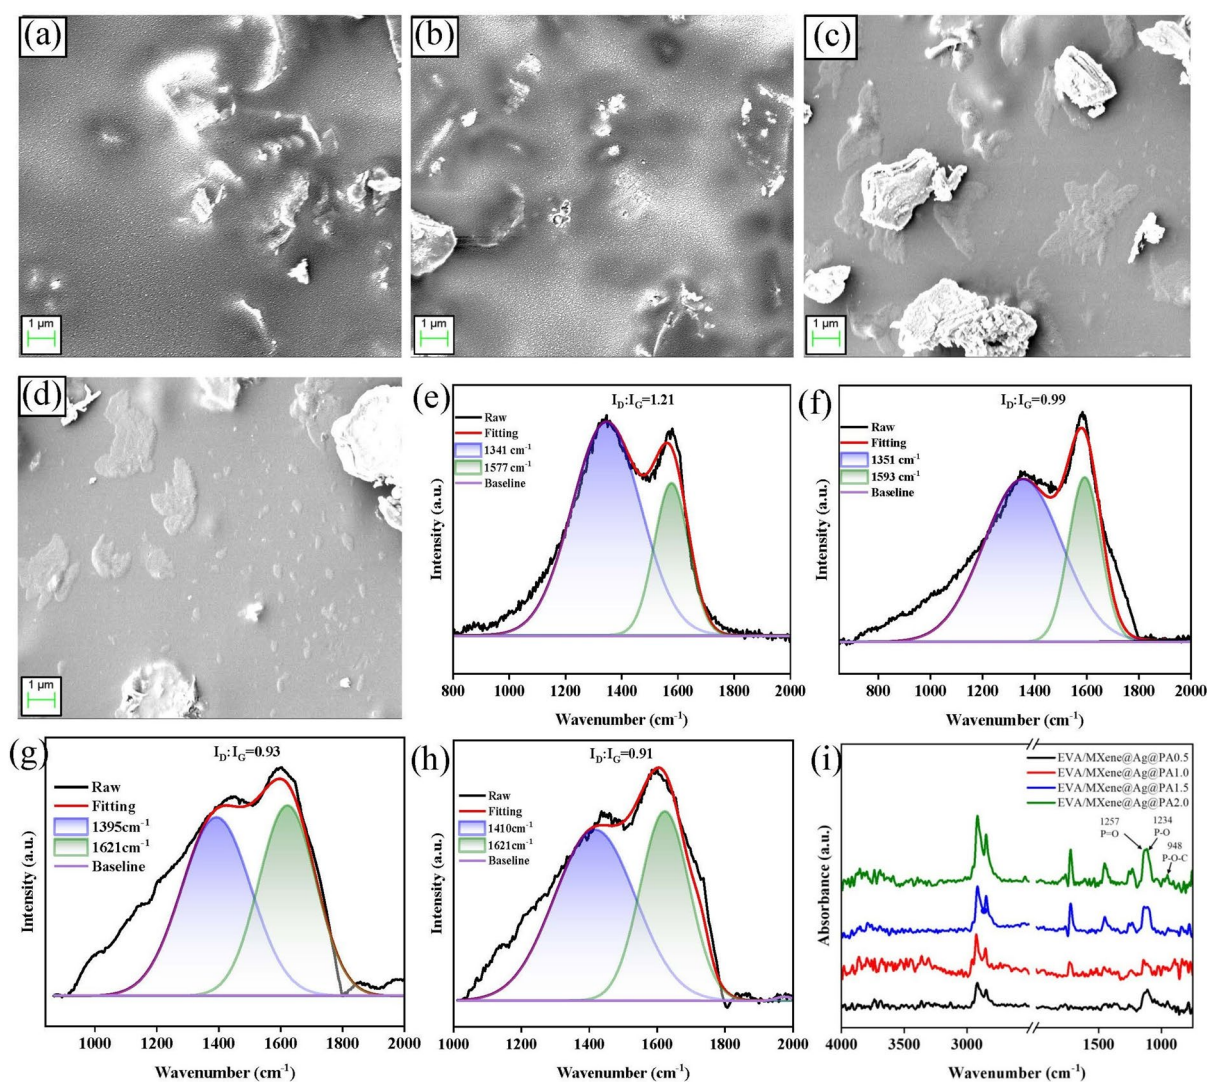 (a)
1 μm
(b)
1 μm
(c)
1 μm
(d)
1 μm
(e)
I_D:I_G=1.21
Raw
Fitting
1341 cm⁻¹
1577 cm⁻¹
Baseline
Intensity (a.u.)
800 1000 1200 1400 1600 1800 2000
Wavenumber (cm⁻¹)
(f)
I_D:I_G=0.99
Raw
Fitting
1351 cm⁻¹
1593 cm⁻¹
Baseline
Intensity (a.u.)
800 1000 1200 1400 1600 1800 2000
Wavenumber (cm⁻¹)
(g)
I_D:I_G=0.93
Raw
Fitting
1395cm⁻¹
1621cm⁻¹
Baseline
Intensity (a.u.)
1000 1200 1400 1600 1800 2000
Wavenumber (cm⁻¹)
(h)
I_D:I_G=0.91
Raw
Fitting
1410cm⁻¹
1621cm⁻¹
Baseline
Intensity (a.u.)
1000 1200 1400 1600 1800 2000
Wavenumber (cm⁻¹)
(i)
EVA/MXene@Ag@PA0.5
EVA/MXene@Ag@PA1.0
EVA/MXene@Ag@PA1.5
EVA/MXene@Ag@PA2.0
1257
P=O
1234
P-O
948
P-O-C
Absorbance (a.u.)
4000 3000 1500 1000
Wavenumber (cm⁻¹)